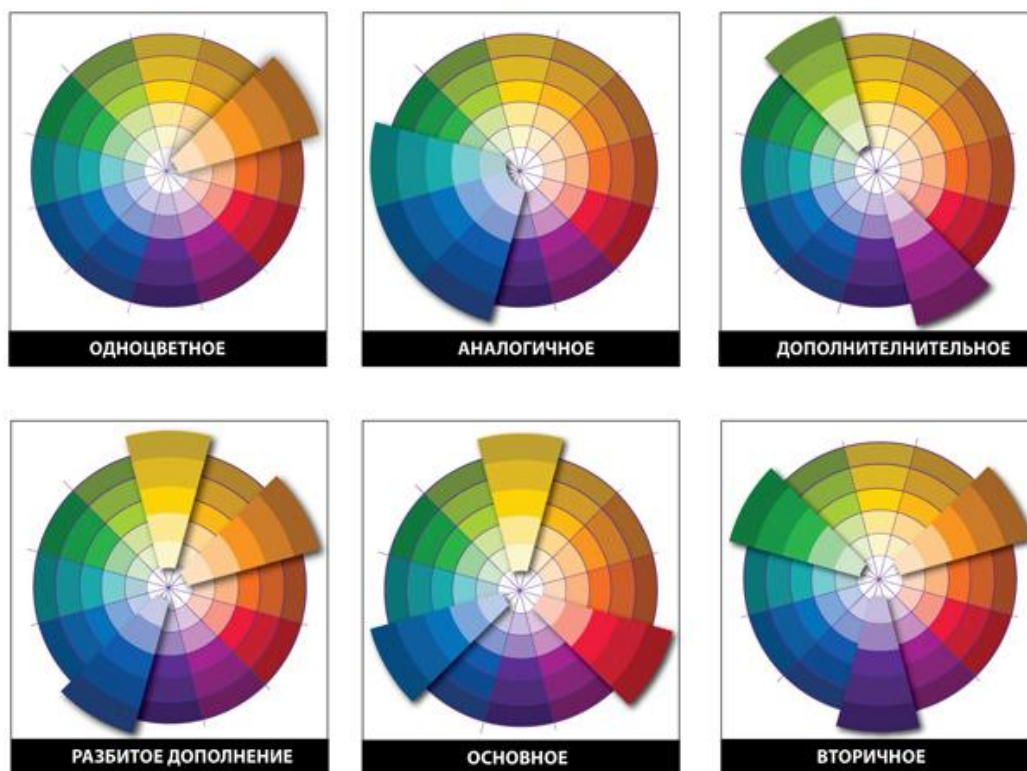 ОДНОЦВЕТНОЕ
АНАЛОГИЧНОЕ
ДОПОЛНИТЕЛНИТЕЛЬНОЕ
РАЗБИТОЕ ДОПОЛНЕНИЕ
ОСНОВНОЕ
ВТОРИЧНОЕ